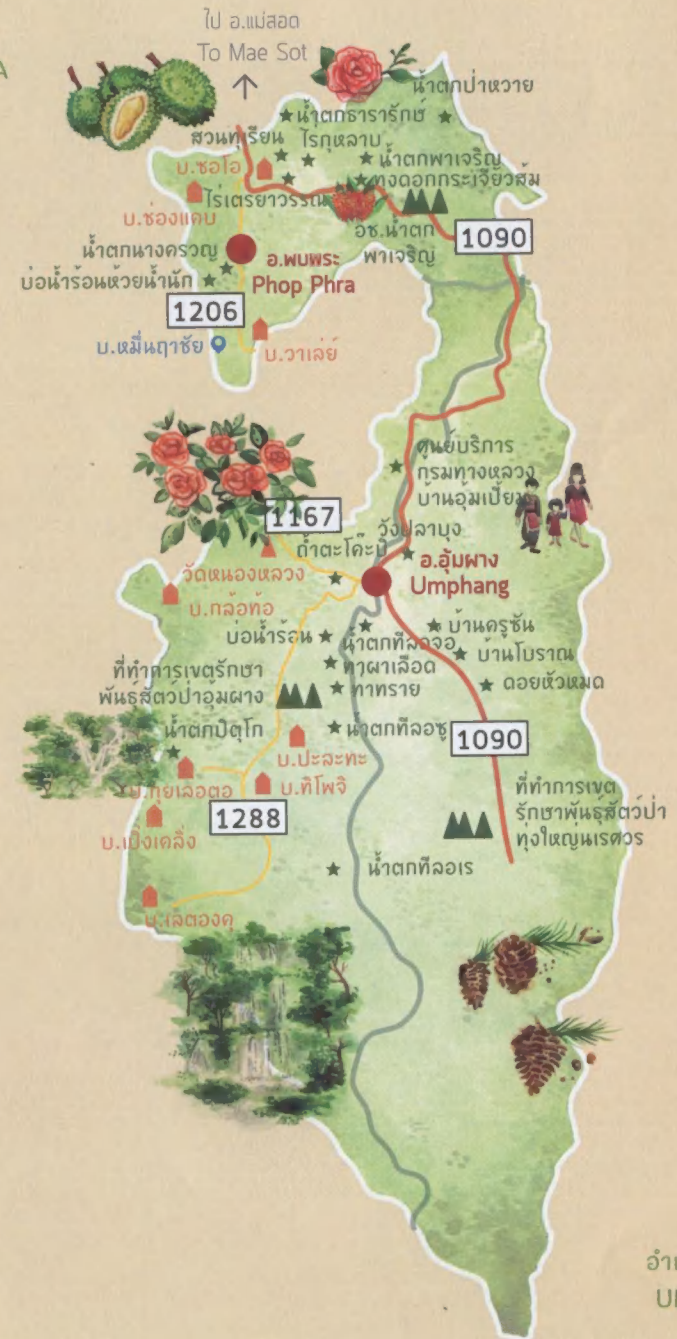 ไป อ.แม่สอด
To Mae Sot
A
น้ำตกป่าหวาย
น้ำตกธารารักษ์
สวนทุเรียน
ไร่กุหลาบ
บ.ซอโอ
น้ำตกพาเจริญ
ทุ่งดอกกระเจียวส้ม
บ.ช่องแคบ
ไร่เตรยาวรรณ
อช.น้ำตก
พาเจริญ
1090
น้ำตกนางครวญ
อ.พบพระ
Phop Phra
บ่อน้ำร้อนห้วยน้ำนัก
1206
บ.หมื่นฤาชัย
บ.วาเล่ย์
ศูนย์บริการ
กรมทางหลวง
บ้านอุ้มเปี้ยม
1167
วังปลาบุง
ถ้ำตะโค๊ะบิ
อ.อุ้มผาง
Umphang
วัดหนองหลวง
บ.กล้อท้อ
บ่อน้ำร้อน
น้ำตกทีลอจอ
บ้านครูซัน
ทาผาเลือด
บ้านโบราณ
ที่ทำการเขตรักษา
พันธุ์สัตว์ป่าอุ้มผาง
ทาทราย
ดอยหัวหมด
น้ำตกปิตุโก
น้ำตกทีลอซู
1090
บ.ปะละทะ
บ.กุยเลอตอ
บ.ทิโพจิ
บ.เปิ่งเคลิ่ง
1288
ที่ทำการเขต
รักษาพันธุ์สัตว์ป่า
ทุ่งใหญ่นเรศวร
น้ำตกทีลอเร
บ.เลตองคุ